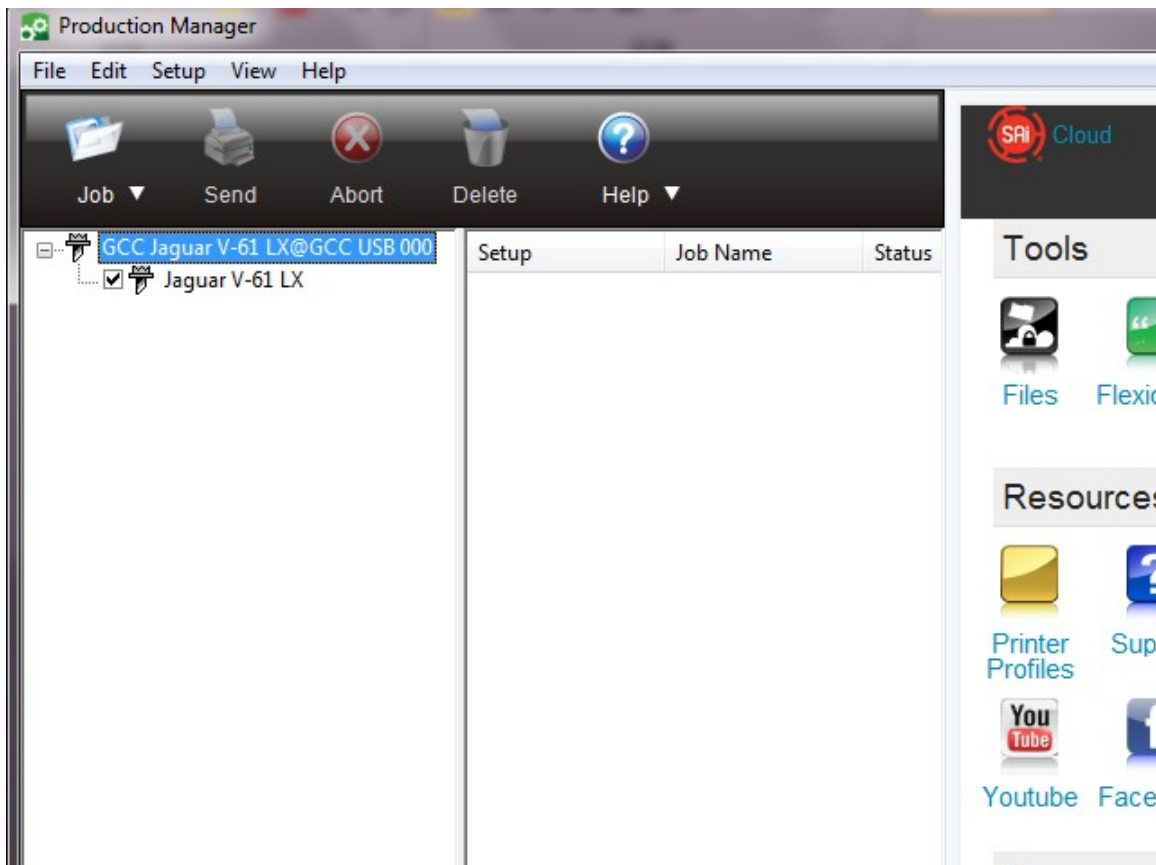 Production Manager
File Edit Setup View Help
SAi Cloud
Job Send Abort Delete Help
GCC Jaguar V-61 LX@GCC USB 000
Jaguar V-61 LX
Setup Job Name Status
Tools
Files
Resources
Printer
Profiles
You
Tube
Youtube